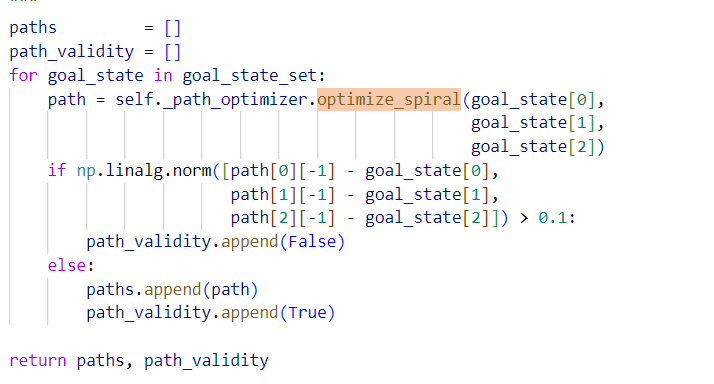 paths         = []
path_validity = []
for goal_state in goal_state_set:
    path = self._path_optimizer.optimize_spiral(goal_state[0],
                                                goal_state[1],
                                                goal_state[2])
    if np.linalg.norm([path[0][-1] - goal_state[0],
                       path[1][-1] - goal_state[1],
                       path[2][-1] - goal_state[2]]) > 0.1:
        path_validity.append(False)
    else:
        paths.append(path)
        path_validity.append(True)

return paths, path_validity